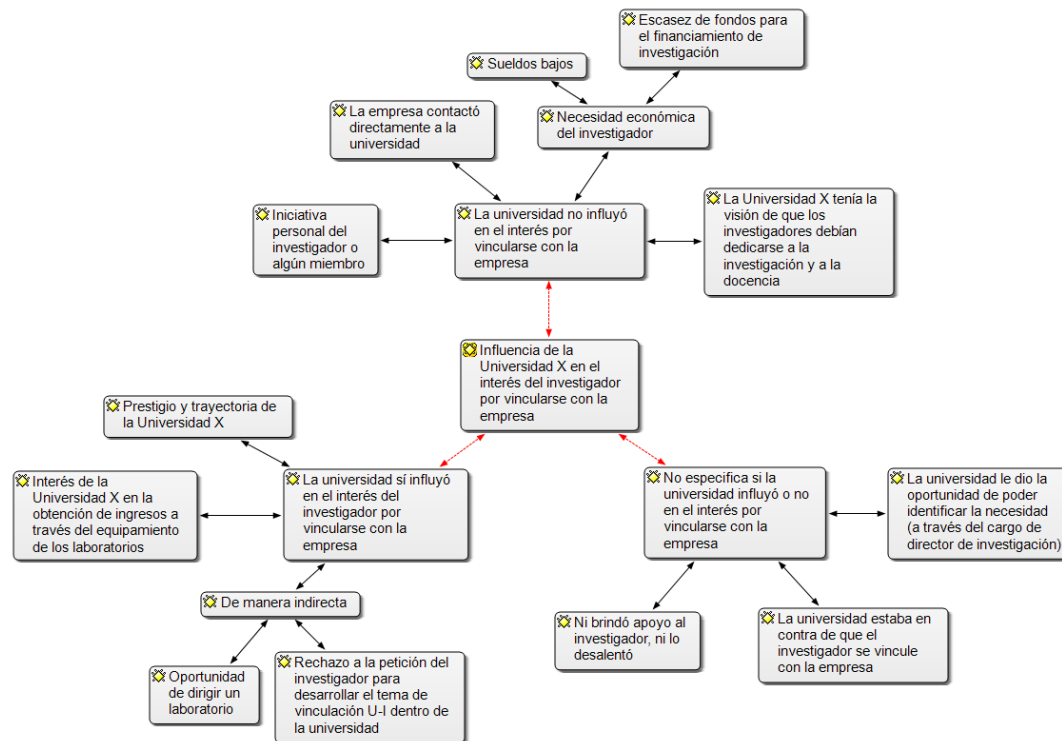 Escasez de fondos para
el financiamiento de
investigación
Sueldos bajos
La empresa contactó
directamente a la
universidad
Necesidad económica
del investigador
Iniciativa
personal del
investigador o
algún miembro
La universidad no influyó
en el interés por
vincularse con la
empresa
La Universidad X tenía la
visión de que los
investigadores debían
dedicarse a la
investigación y a la
docencia
Influencia de la
Universidad X en el
interés del investigador
por vincularse con la
empresa
Prestigio y trayectoria de
la Universidad X
Interés de la
Universidad X en la
obtención de ingresos a
través del equipamiento
de los laboratorios
La universidad sí influyó
en el interés del
investigador por
vincularse con la
empresa
No especifica si la
universidad influyó o no
en el interés por
vincularse con la
empresa
La universidad le dio la
oportunidad de poder
identificar la necesidad
(a través del cargo de
director de investigación)
De manera indirecta
Ni brindó apoyo al
investigador, ni lo
desalentó
La universidad estaba en
contra de que el
investigador se vincule
con la empresa
Oportunidad
de dirigir un
laboratorio
Rechazo a la petición del
investigador para
desarrollar el tema de
vinculación U-I dentro de
la universidad